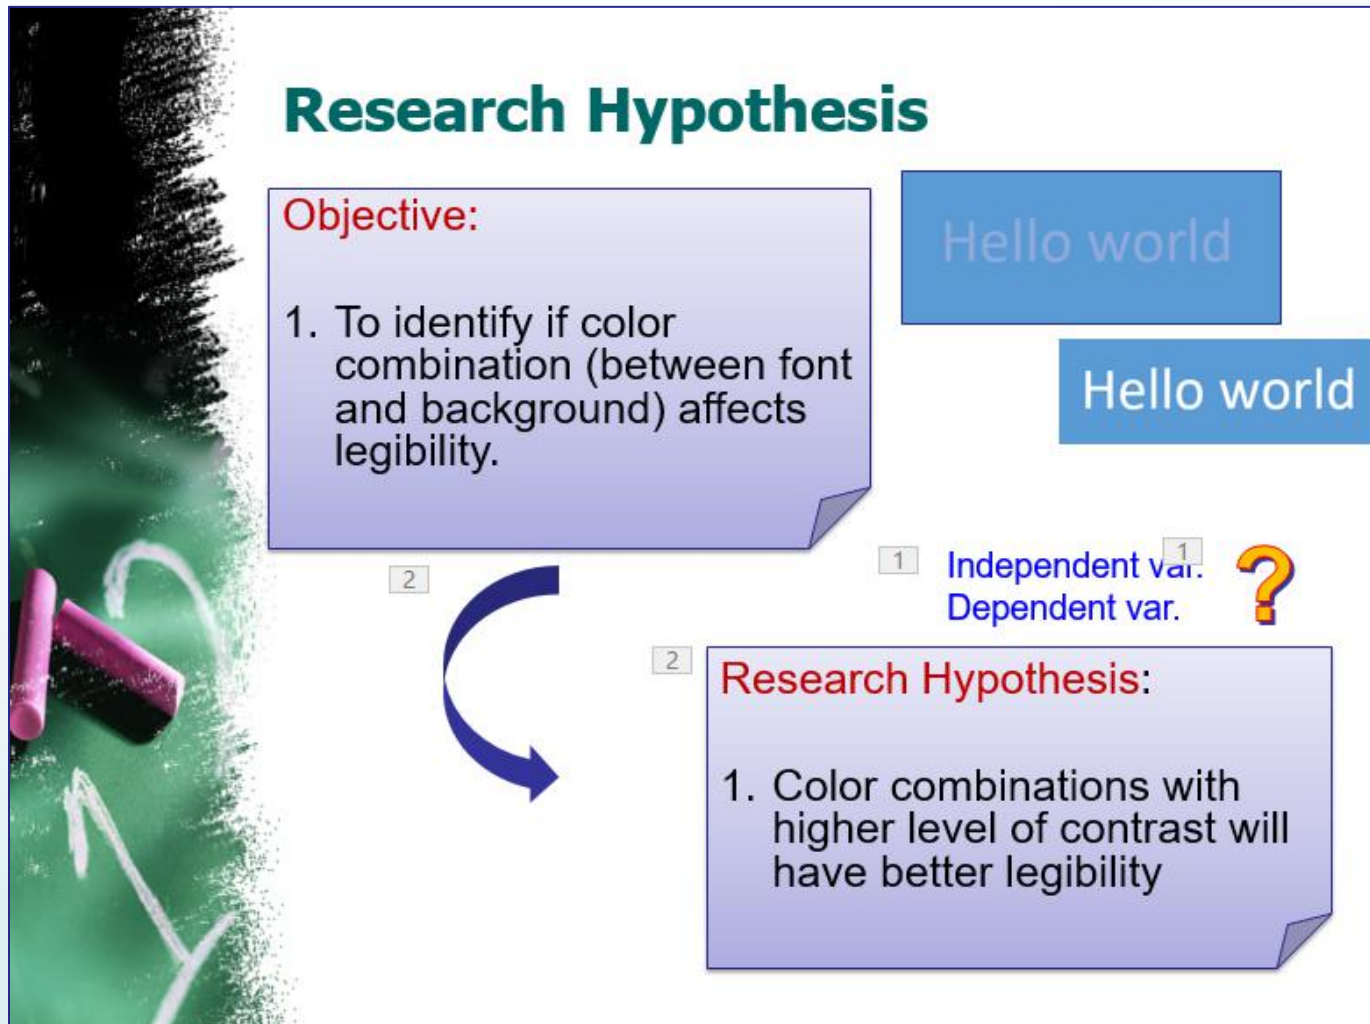 Research Hypothesis
Objective:
1. To identify if color
combination (between font
and background) affects
legibility.
Hello world
Hello world
2
1
Independent var.
1
Dependent var.
?
2
Research Hypothesis:
1. Color combinations with
higher level of contrast will
have better legibility